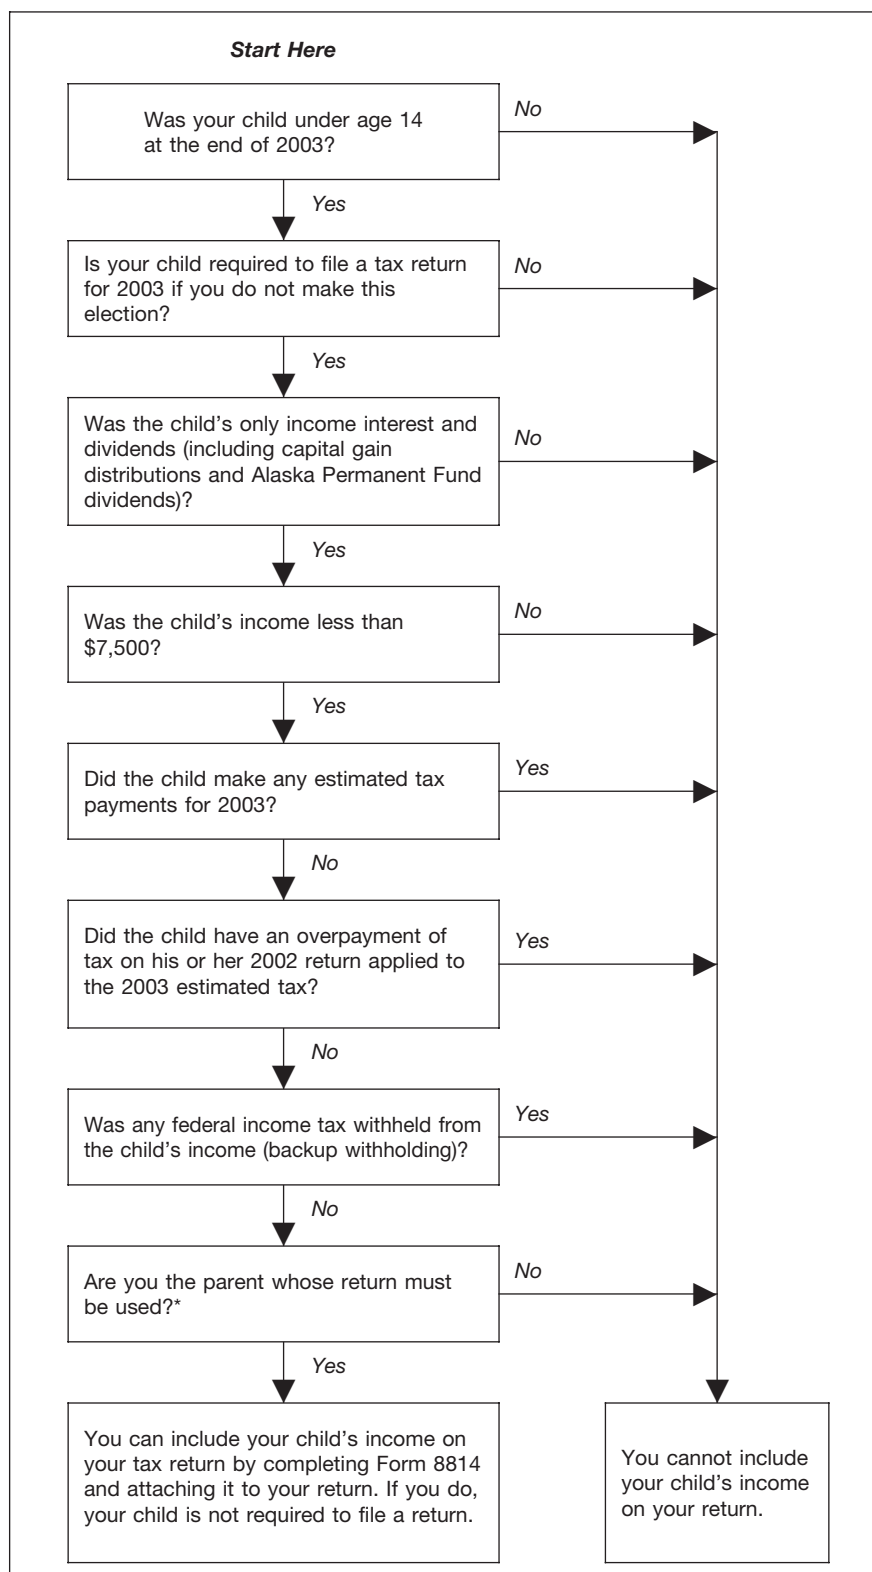 Start Here
Was your child under age 14
at the end of 2003?
No
Yes
Is your child required to file a tax return
for 2003 if you do not make this
election?
No
Yes
Was the child’s only income interest and
dividends (including capital gain
distributions and Alaska Permanent Fund
dividends)?
No
Yes
Was the child’s income less than
$7,500?
No
Yes
Did the child make any estimated tax
payments for 2003?
Yes
No
Did the child have an overpayment of
tax on his or her 2002 return applied to
the 2003 estimated tax?
Yes
No
Was any federal income tax withheld from
the child’s income (backup withholding)?
Yes
No
Are you the parent whose return must
be used?*
No
Yes
You can include your child’s income on
your tax return by completing Form 8814
and attaching it to your return. If you do,
your child is not required to file a return.
You cannot include
your child’s income
on your return.